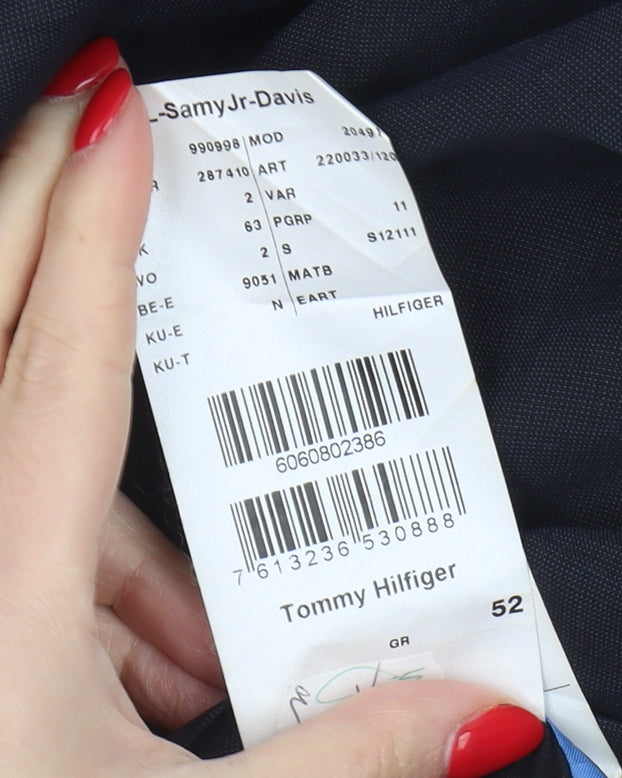 -SamyJr-Davis
990998 MOD 20497
R 287410 ART 220033/120
2 VAR
63 PGRP 11
K 2 S S12111
VO 9051 MATB
BE-E N EART HILFIGER
KU-E
KU-T
6060802386
7 613236 530888
Tommy Hilfiger
52
GR